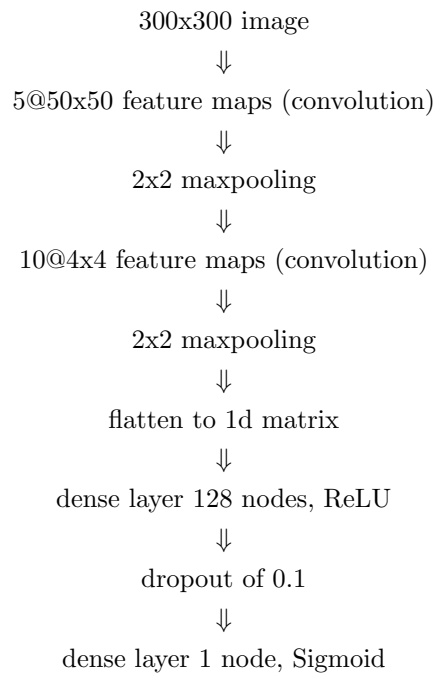 300x300 image
⇓
5@50x50 feature maps (convolution)
⇓
2x2 maxpooling
⇓
10@4x4 feature maps (convolution)
⇓
2x2 maxpooling
⇓
flatten to 1d matrix
⇓
dense layer 128 nodes, ReLU
⇓
dropout of 0.1
⇓
dense layer 1 node, Sigmoid